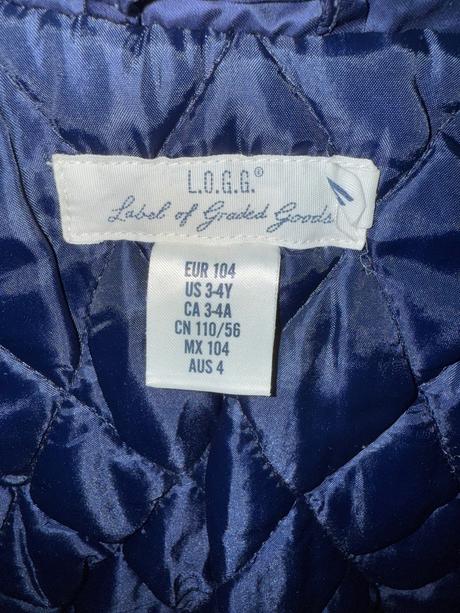 L.O.G.G.®
Label of Graded Goods
EUR 104
US 3-4Y
CA 3-4A
CN 110/56
MX 104
AUS 4